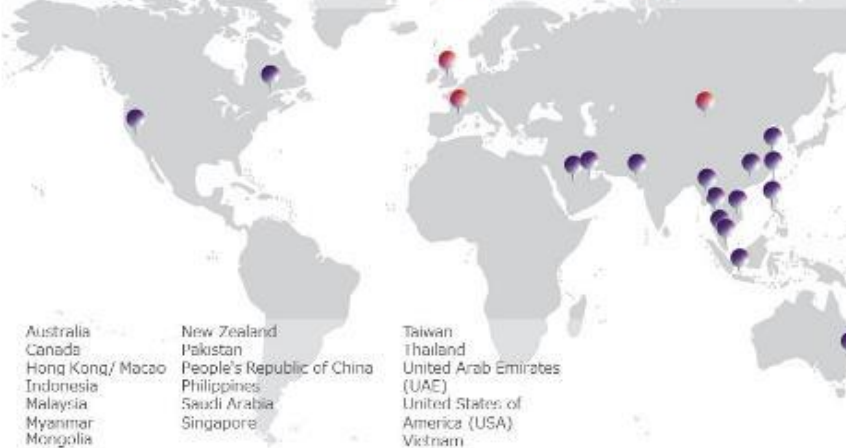 Australia
Canada
Hong Kong/ Macao
Indonesia
Malaysia
Myanmar
Mongolia
New Zealand
Pakistan
People's Republic of China
Philippines
Saudi Arabia
Singapore
Taiwan
Thailand
United Arab Emirates
(UAE)
United States of
America (USA)
Vietnam